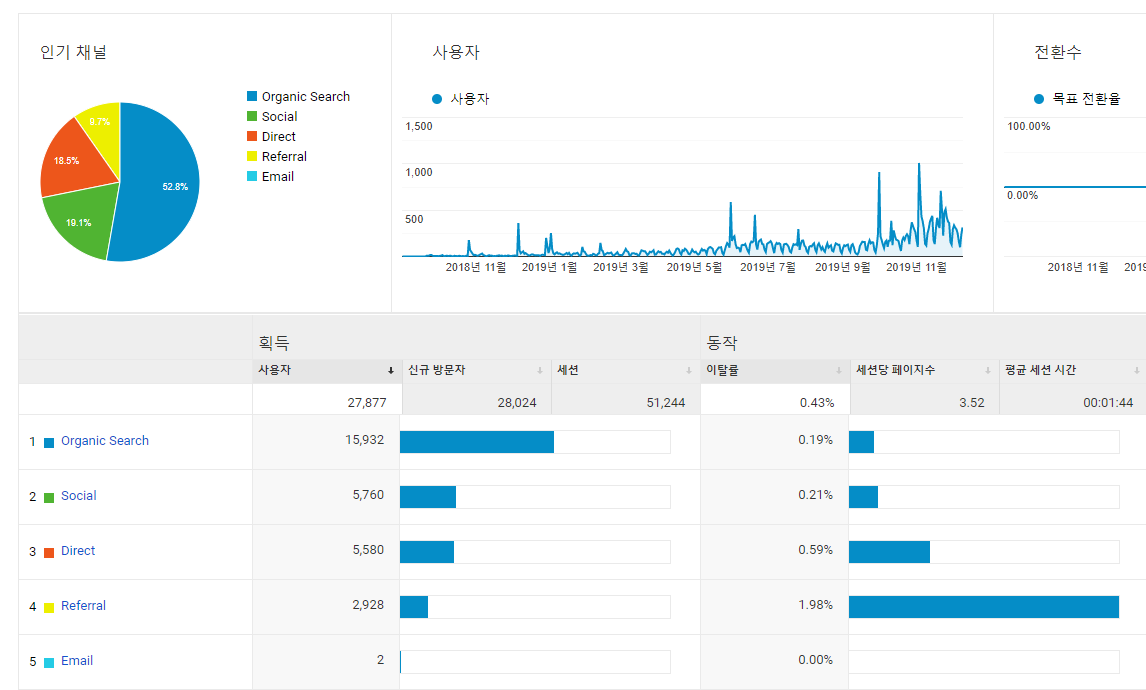 인기 채널
Organic Search
Social
Direct
Referral
Email
9.7%
18.5%
19.1%
52.8%
사용자
사용자
1,500
1,000
500
2018년 11월 2019년 1월 2019년 3월 2019년 5월 2019년 7월 2019년 9월 2019년 11월
전환수
목표 전환율
100.00%
0.00%
2018년 11월 2019
획득 동작
사용자 신규 방문자 세션 이탈률 세션당 페이지수 평균 세션 시간
27,877 28,024 51,244 0.43% 3.52 00:01:44
1 Organic Search 15,932 0.19%
2 Social 5,760 0.21%
3 Direct 5,580 0.59%
4 Referral 2,928 1.98%
5 Email 2 0.00%